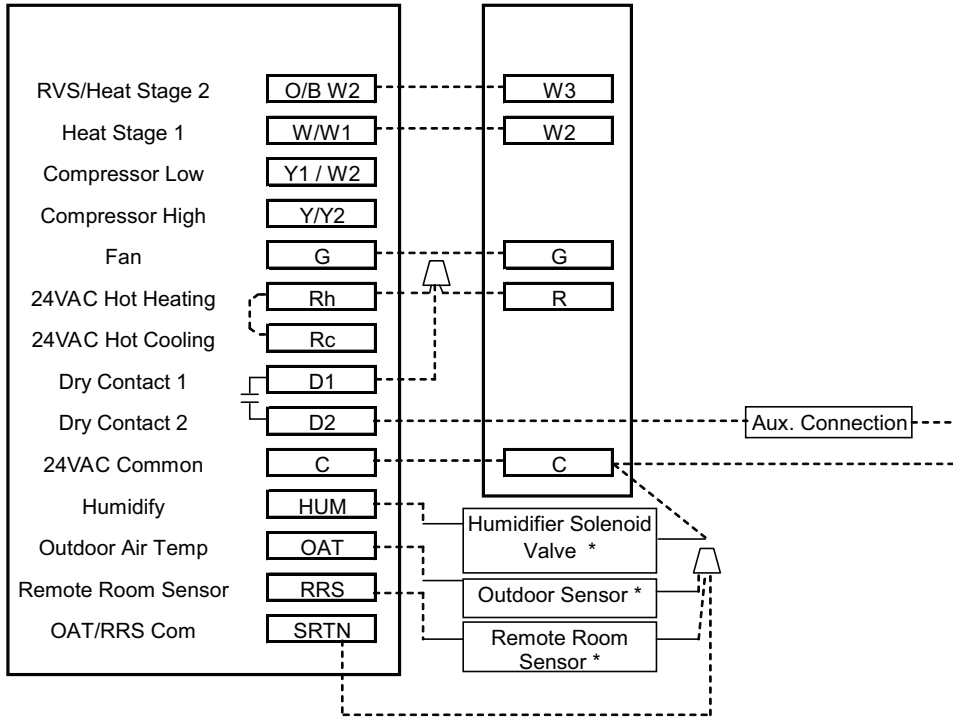 RVS/Heat Stage 2 O/B W2 W3
Heat Stage 1 W/W1 W2
Compressor Low Y1 / W2
Compressor High Y/Y2
Fan G G
24VAC Hot Heating Rh R
24VAC Hot Cooling Rc
Dry Contact 1 D1
Dry Contact 2 D2 Aux. Connection
24VAC Common C C
Humidify HUM
Humidifier Solenoid
Valve *
Outdoor Air Temp OAT
Outdoor Sensor *
Remote Room Sensor RRS
OAT/RRS Com SRTN
Remote Room
Sensor *